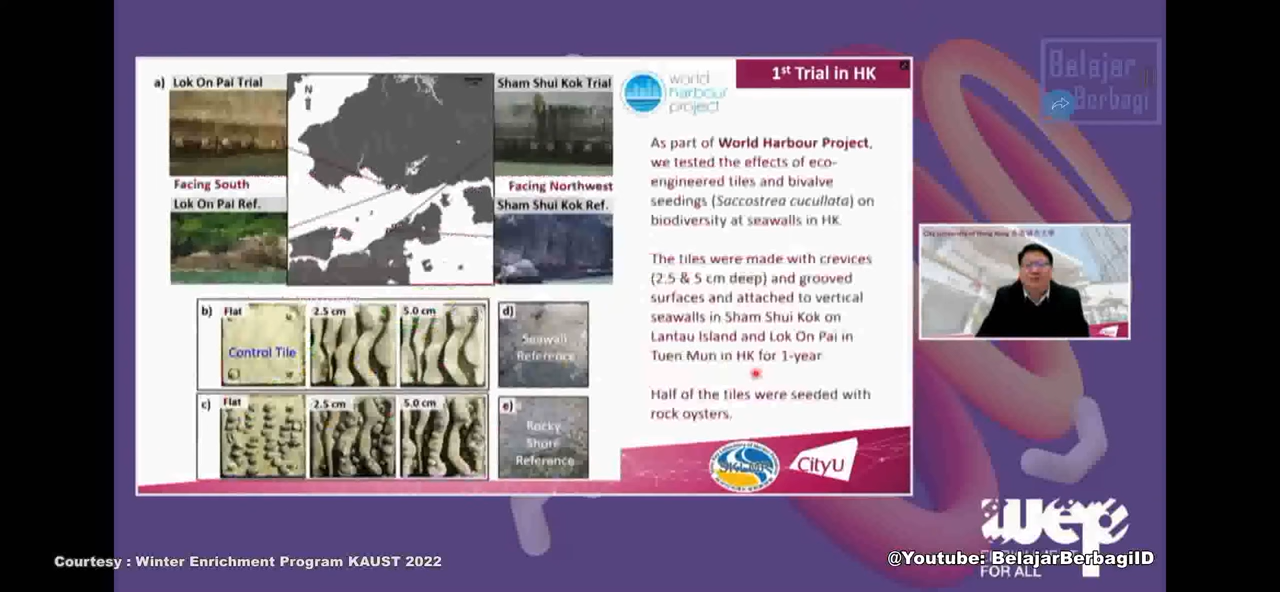 Belajar
Berbagi
1st Trial in HK
world
harbour
project
a) Lok On Pai Trial
N
Sham Shui Kok Trial
Facing South
Facing Northwest
Lok On Pai Ref.
Sham Shui Kok Ref.
b) Flat
2.5 cm
5.0 cm
Control Tile
d)
Seawall
Reference
c) Flat
2.5 cm
5.0 cm
e)
Rocky
Shore
Reference
As part of World Harbour Project,
we tested the effects of eco-
engineered tiles and bivalve
seedings (Saccostrea cucullata) on
biodiversity at seawalls in HK.
The tiles were made with crevices
(2.5 & 5 cm deep) and grooved
surfaces and attached to vertical
seawalls in Sham Shui Kok on
Lantau Island and Lok On Pai in
Tuen Mun in HK for 1-year
Half of the tiles were seeded with
rock oysters.
SKLMP
CityU
City University of Hong Kong
CityU
wep
FOR ALL
Courtesy : Winter Enrichment Program KAUST 2022
@Youtube: BelajarBerbagiID